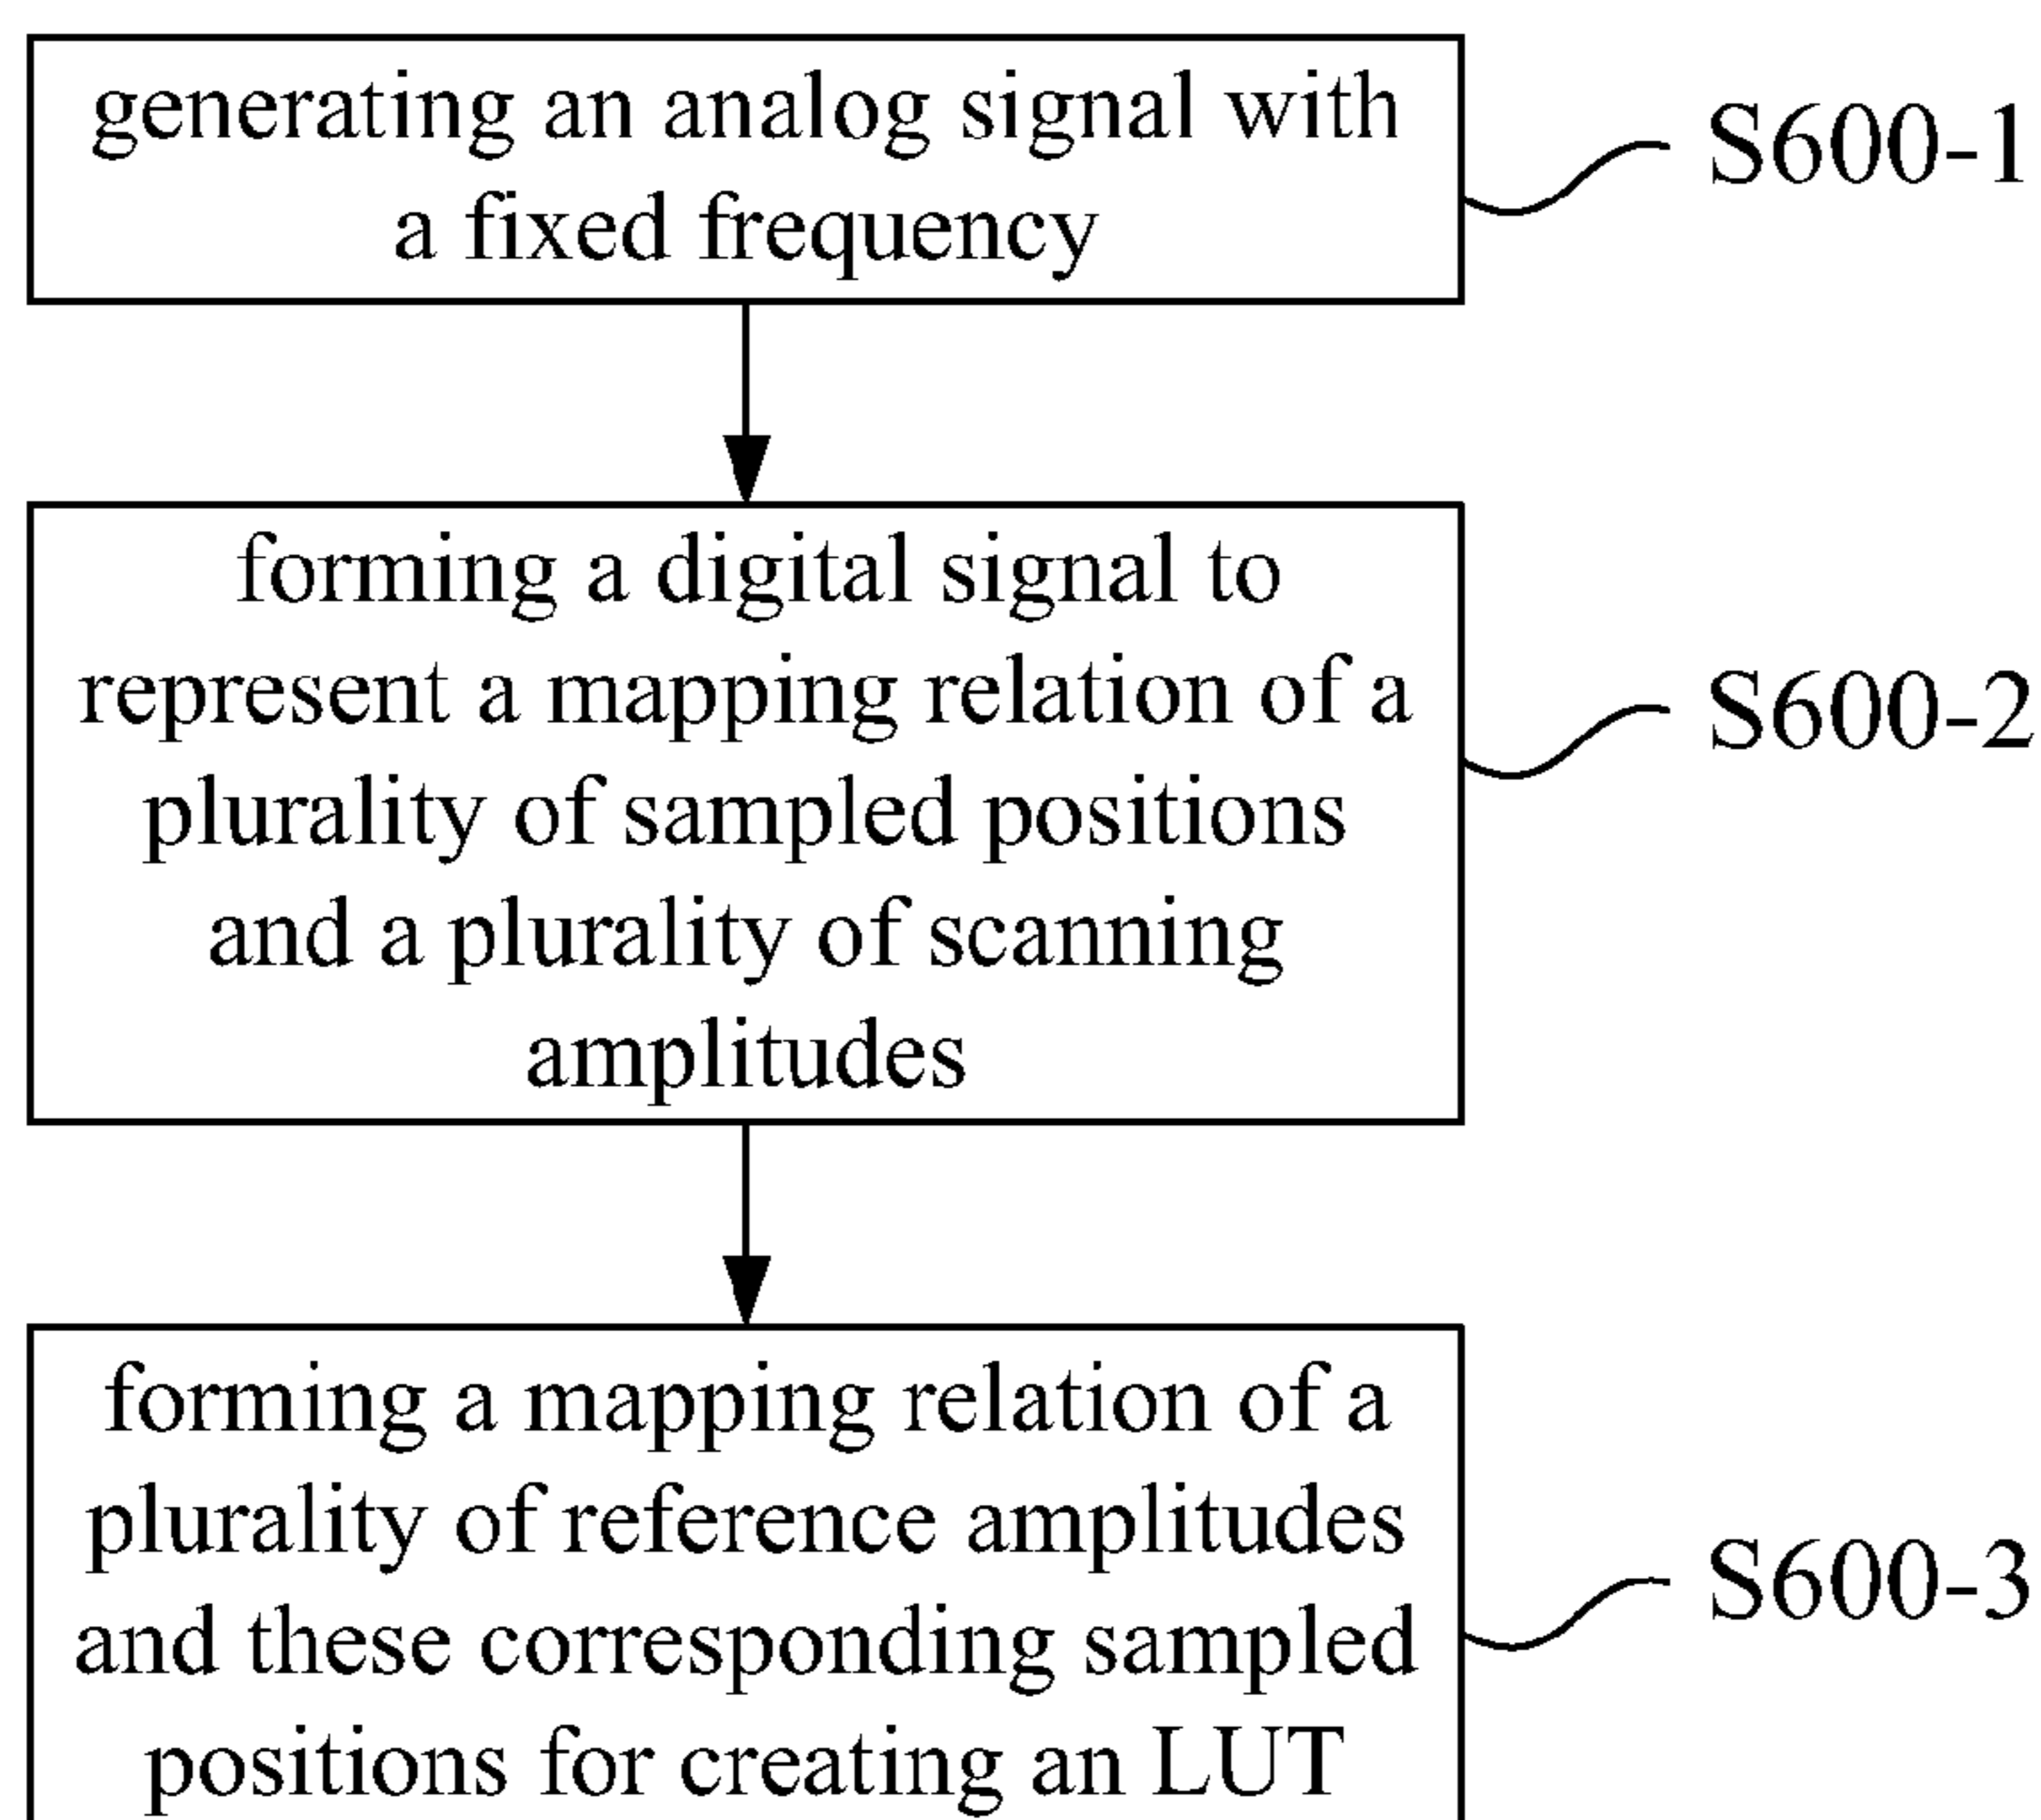 generating an analog signal with
a fixed frequency
S600-1
forming a digital signal to
represent a mapping relation of a
plurality of sampled positions
and a plurality of scanning
amplitudes
S600-2
forming a mapping relation of a
plurality of reference amplitudes
and these corresponding sampled
positions for creating an LUT
S600-3